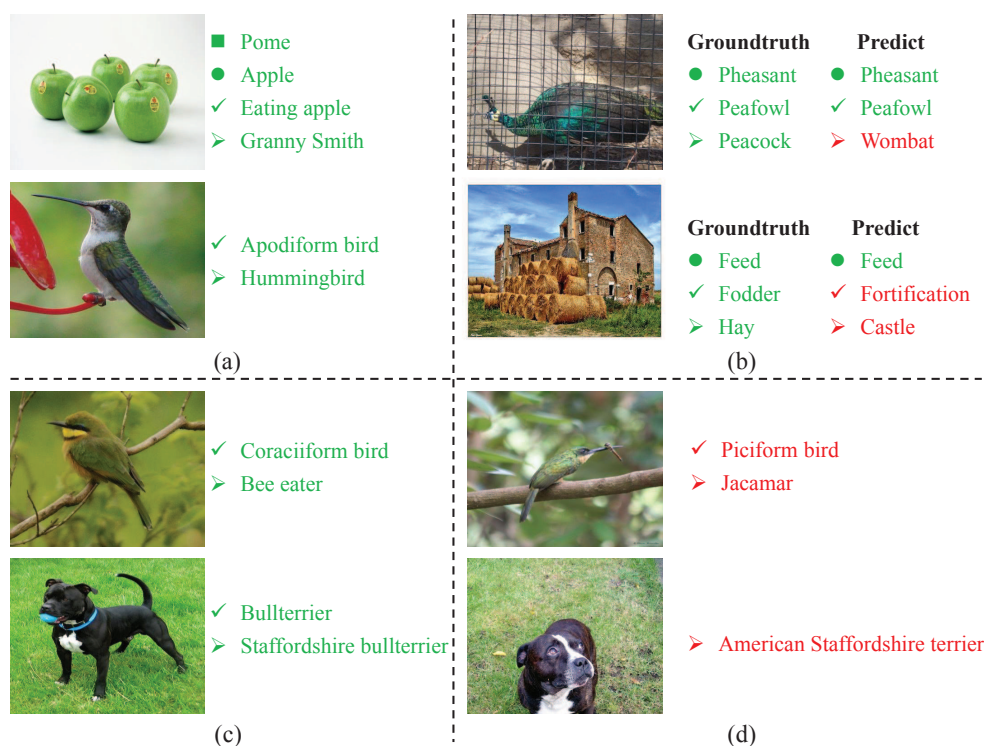 Pome
Apple
Eating apple
Granny Smith
Apodiform bird
Hummingbird
(a)
Groundtruth Predict
Pheasant Pheasant
Peafowl Peafowl
Peacock Wombat
Groundtruth Predict
Feed Feed
Fodder Fortification
Hay Castle
(b)
Coraciiform bird
Bee eater
Bullterrier
Staffordshire bullterrier
(c)
Piciform bird
Jacamar
American Staffordshire terrier
(d)